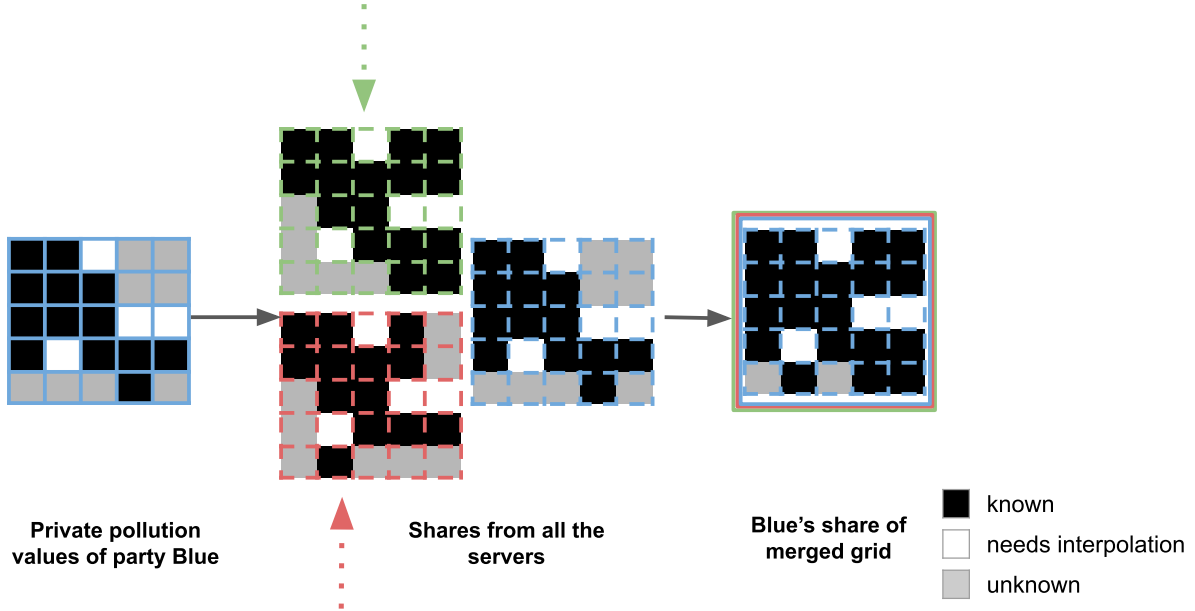 Private pollution
values of party Blue
Shares from all the
servers
Blue's share of
merged grid
known
needs interpolation
unknown